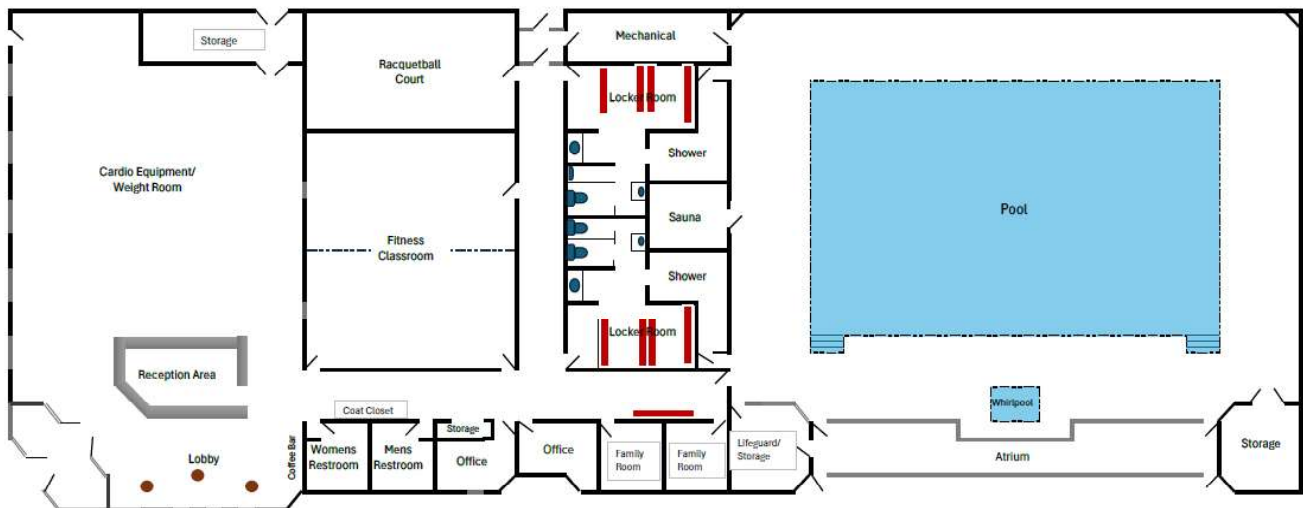 Storage
Mechanical
Racquetball
Court
Locker Room
Cardio Equipment/
Weight Room
Shower
Sauna
Pool
Fitness
Classroom
Shower
Locker Room
Reception Area
Coat Closet
Whirlpool
Lobby
Coffee Bar
Womens
Restroom
Mens
Restroom
Storage
Office
Office
Family
Room
Family
Room
Lifeguard/
Storage
Atrium
Storage